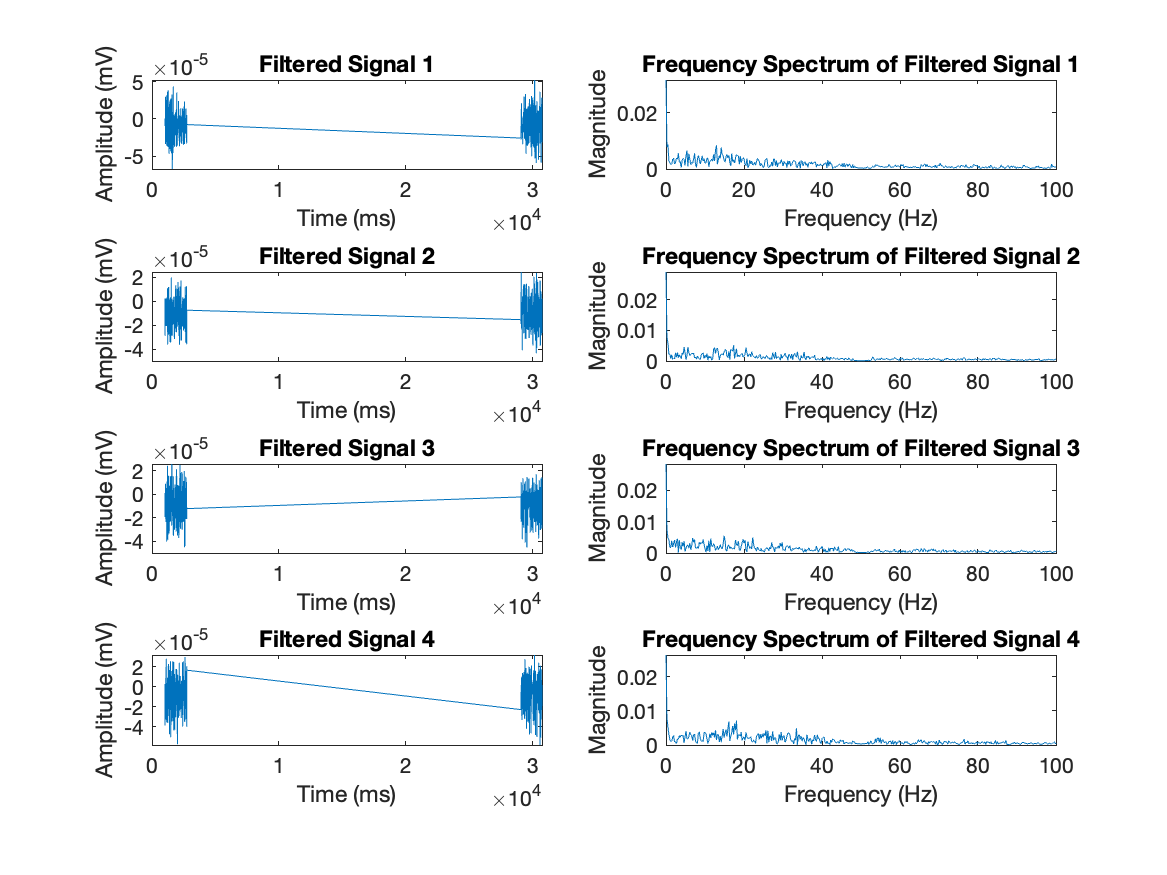 Filtered Signal 1
×10-5
Amplitude (mV)
5
0
-5
0 1 2 3
Time (ms)
×104
Frequency Spectrum of Filtered Signal 1
Magnitude
0.02
0
0 20 40 60 80 100
Frequency (Hz)
Filtered Signal 2
×10-5
Amplitude (mV)
2
0
-2
-4
0 1 2 3
Time (ms)
×104
Frequency Spectrum of Filtered Signal 2
Magnitude
0.02
0.01
0
0 20 40 60 80 100
Frequency (Hz)
Filtered Signal 3
×10-5
Amplitude (mV)
2
0
-2
-4
0 1 2 3
Time (ms)
×104
Frequency Spectrum of Filtered Signal 3
Magnitude
0.02
0.01
0
0 20 40 60 80 100
Frequency (Hz)
Filtered Signal 4
×10-5
Amplitude (mV)
2
0
-2
-4
0 1 2 3
Time (ms)
×104
Frequency Spectrum of Filtered Signal 4
Magnitude
0.02
0.01
0
0 20 40 60 80 100
Frequency (Hz)